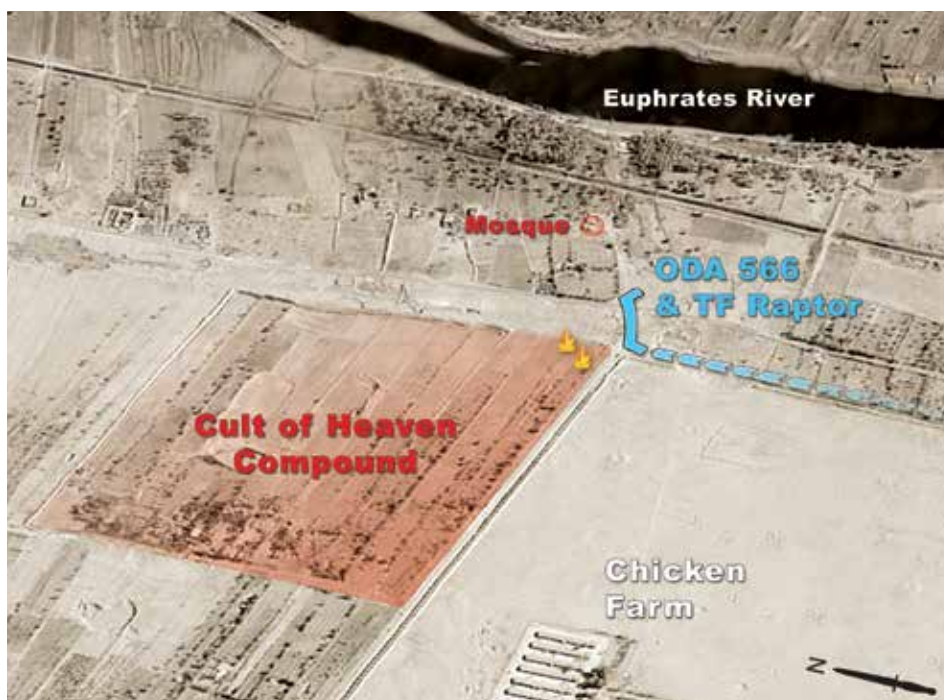 Euphrates River
Mosque
ODA 566
& TF Raptor
Cult of Heaven
Compound
Chicken
Farm
N